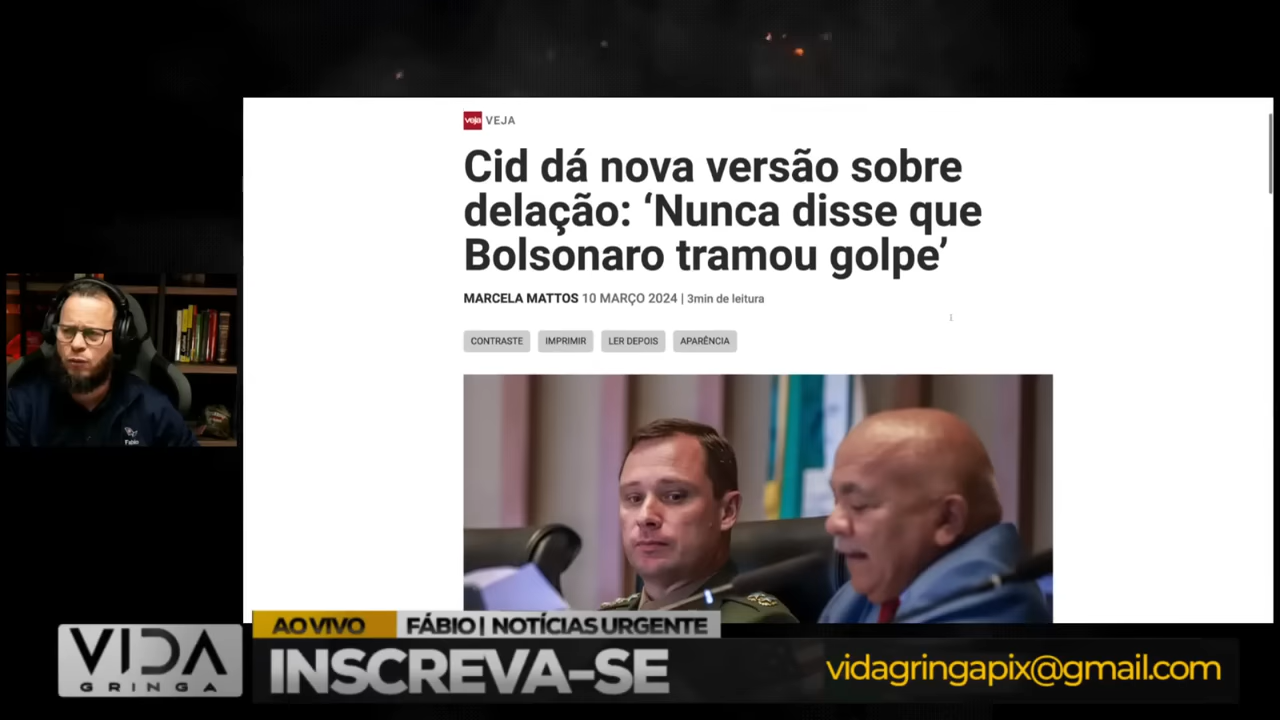 veja VEJA
Cid dá nova versão sobre
delação: ‘Nunca disse que
Bolsonaro tramou golpe’
MARCELA MATTOS 10 MARÇO 2024 | 3min de leitura
CONTRASTE IMPRIMIR LER DEPOIS APARÊNCIA
Fábio
AO VIVO FÁBIO | NOTÍCIAS URGENTE
VIDA
GRINGA
INSCREVA-SE
vidagringapix@gmail.com